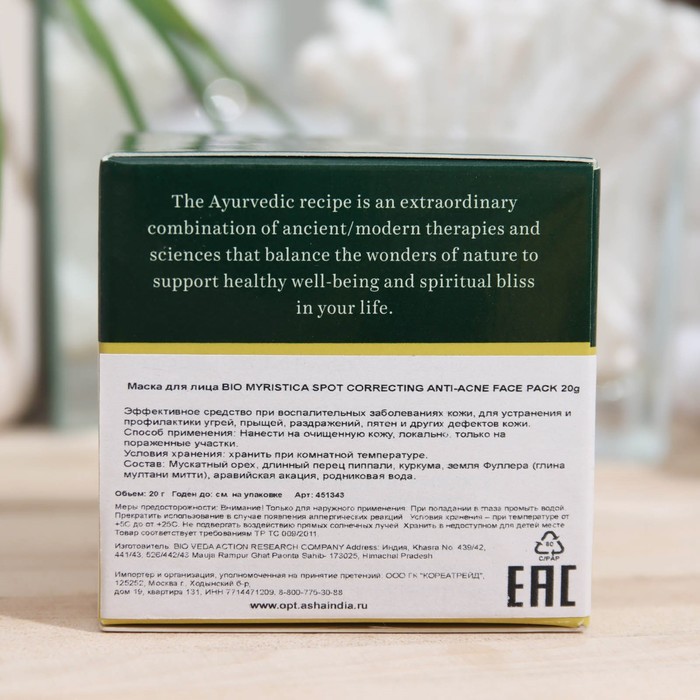 The Ayurvedic recipe is an extraordinary
combination of ancient/modern therapies and
sciences that balance the wonders of nature to
support healthy well-being and spiritual bliss
in your life.
Маска для лица BIO MYRISTICA SPOT CORRECTING ANTI-ACNE FACE PACK 20g
Эффективное средство при воспалительных заболеваниях кожи, для устранения и
профилактики угрей, прыщей, раздражений, пятен и других дефектов кожи.
Способ применения: Нанести на очищенную кожу, локально, только на
пораженные участки.
Условия хранения: хранить при комнатной температуре.
Состав: Мускатный орех, длинный перец пиппали, куркума, земля Фуллера (глина
мултани митти), аравийская акация, родниковая вода.
Объем: 20 г Годен до: см. на упаковке Арт: 451343
Меры предосторожности: Внимание! Только для наружного применения. При попадании в глаза промыть водой.
Прекратить использование в случае появления аллергических реакций. Условия хранения – при температуре от
+5С до от +25С. Не подвергать воздействию прямых солнечных лучей. Хранить в недоступном для детей месте
Товар соответствует требованиям ТР ТС 009/2011.
Изготовитель: BIO VEDA ACTION RESEARCH COMPANY Address: Индия, Khasra No. 439/42,
441/43, 526/442/43 Maujili Rampur Ghat Paonta Sahib- 173025, Himachal Pradesh
Импортер и организация, уполномоченная на принятие претензий: ООО ГК "КОРЕАТРЕЙД",
125252, Москва г., Ходынский б-р,
дом 19, квартира 131, ИНН 7714471209, 8-800-775-30-88
www.opt.ashaindia.ru
80
C/PAP
EAC